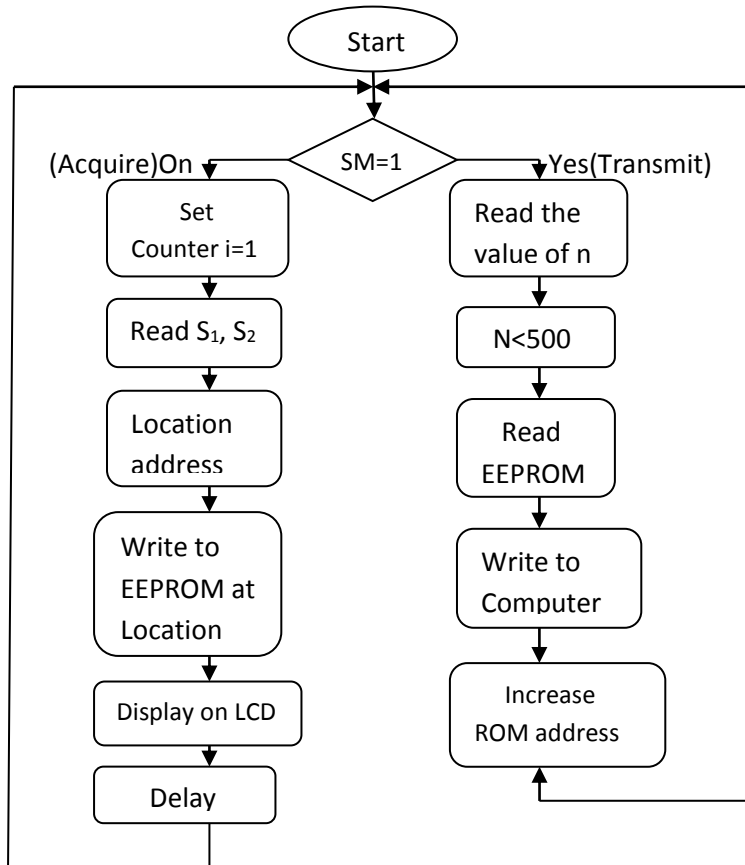 Start
SM=1
(Acquire)On
Yes(Transmit)
Set
Counter i=1
Read S₁, S₂
Location
address
Write to
EEPROM at
Location
Display on LCD
Delay
Read the
value of n
N<500
Read
EEPROM
Write to
Computer
Increase
ROM address